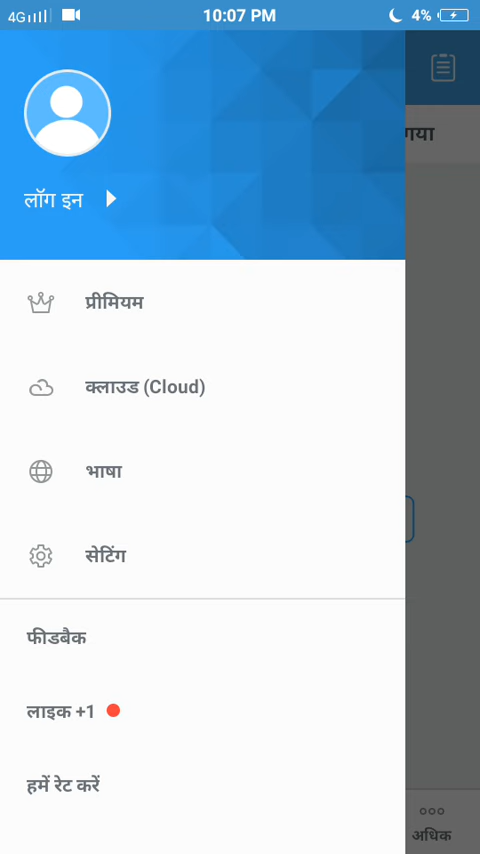 4G 10:07 PM 4%
लॉग इन
गया
प्रीमियम
क्लाउड (Cloud)
भाषा
सेटिंग
फीडबैक
लाइक +1
हमें रेट करें
अधिक